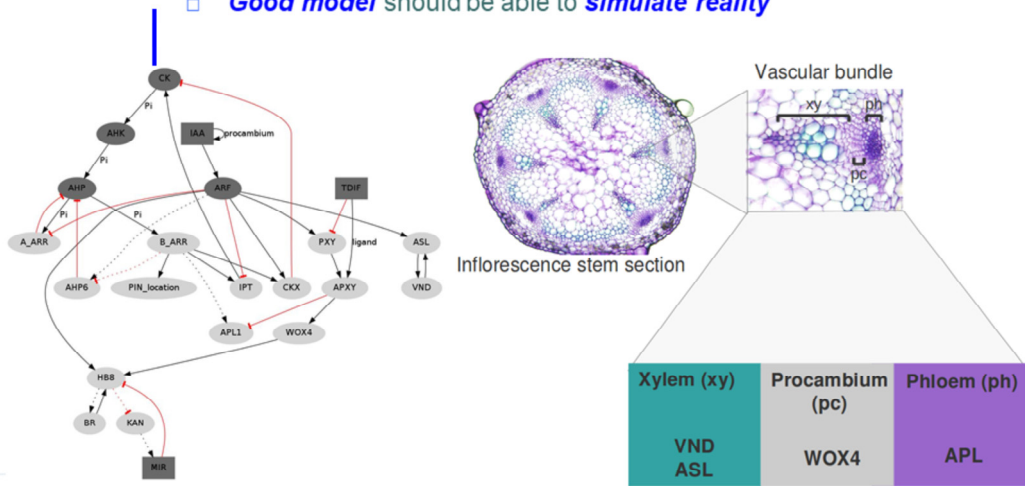 Good model should be able to simulate reality
CK
Pi
AHK
IAA
procambium
Pi
AHP
ARF
TDIF
Pi
Pi
A_ARR
B_ARR
PXY
ligand
ASL
AHP6
PIN_location
IPT
CKX
APXY
VND
APL1
WOX4
HB8
BR
KAN
MIR
Vascular bundle
xy
ph
pc
Inflorescence stem section
Xylem (xy)
Procambium
(pc)
Phloem (ph)
VND
ASL
WOX4
APL